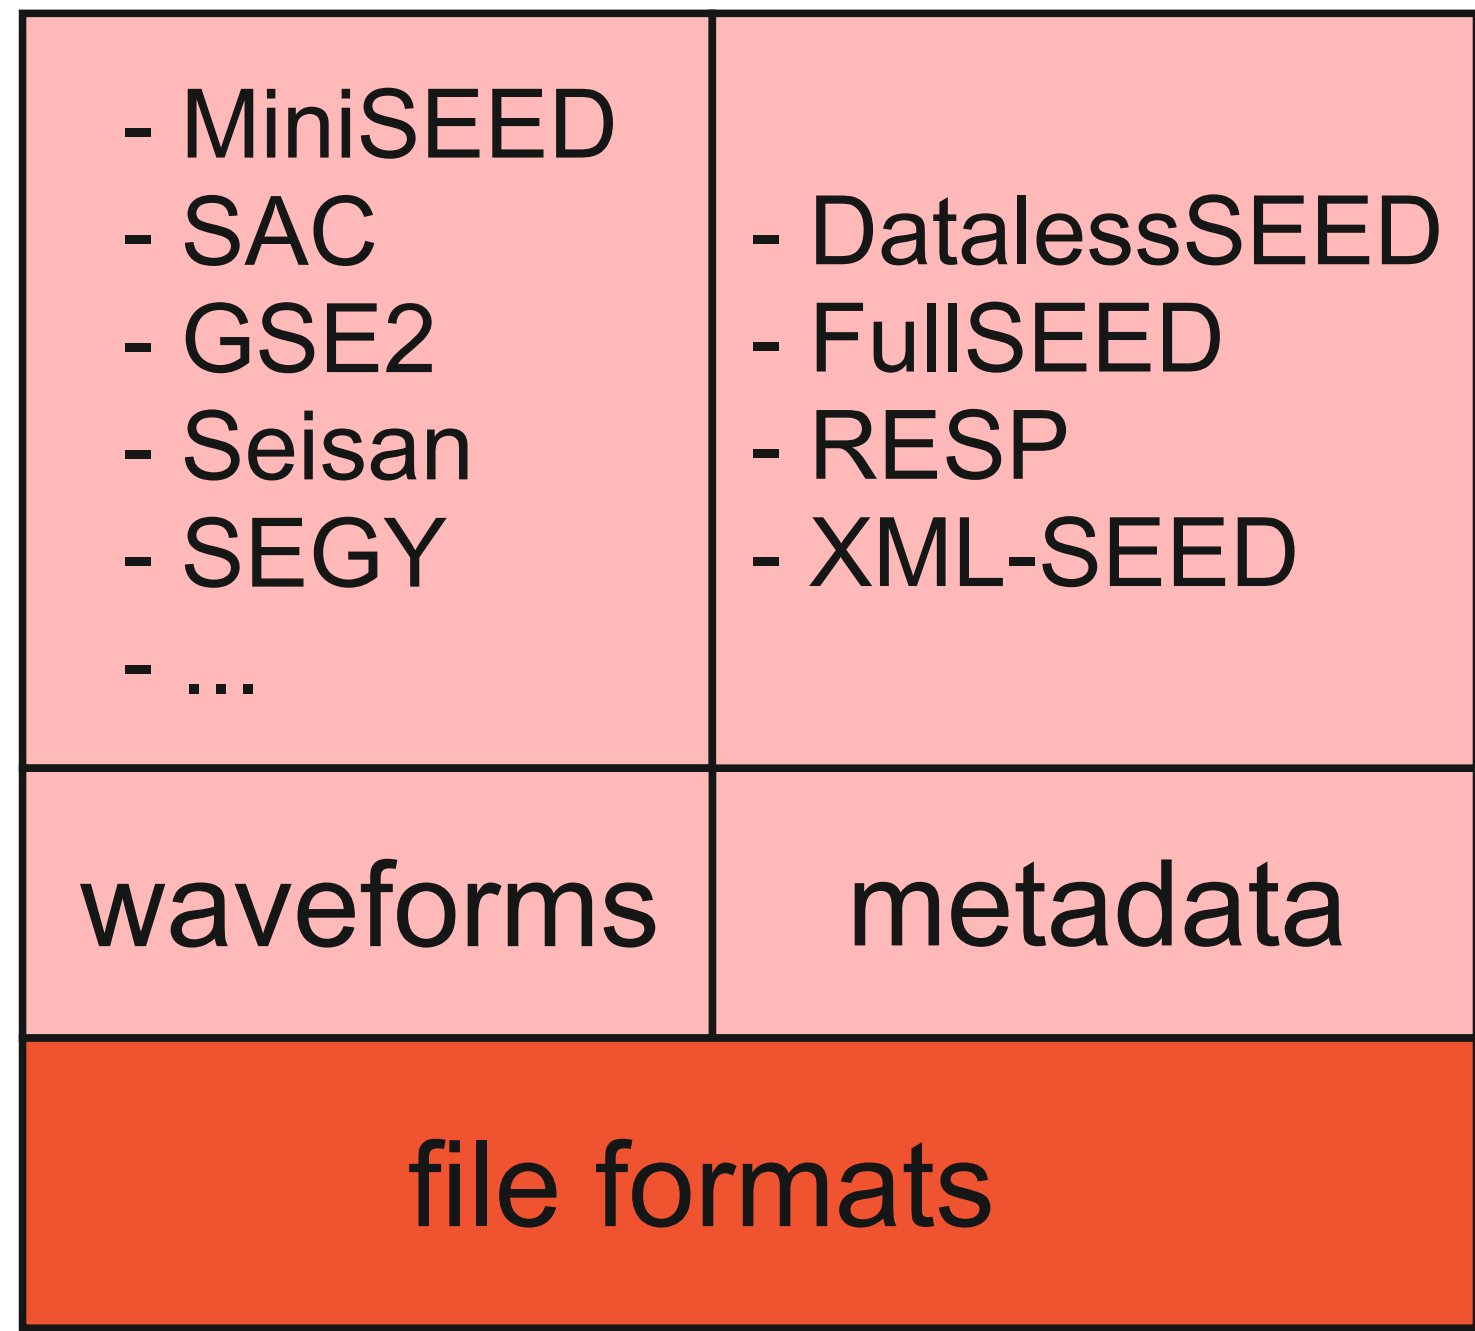 - MiniSEED
- SAC
- GSE2
- Seisan
- SEGY
- ...
- DatalessSEED
- FullSEED
- RESP
- XML-SEED
waveforms
metadata
file formats